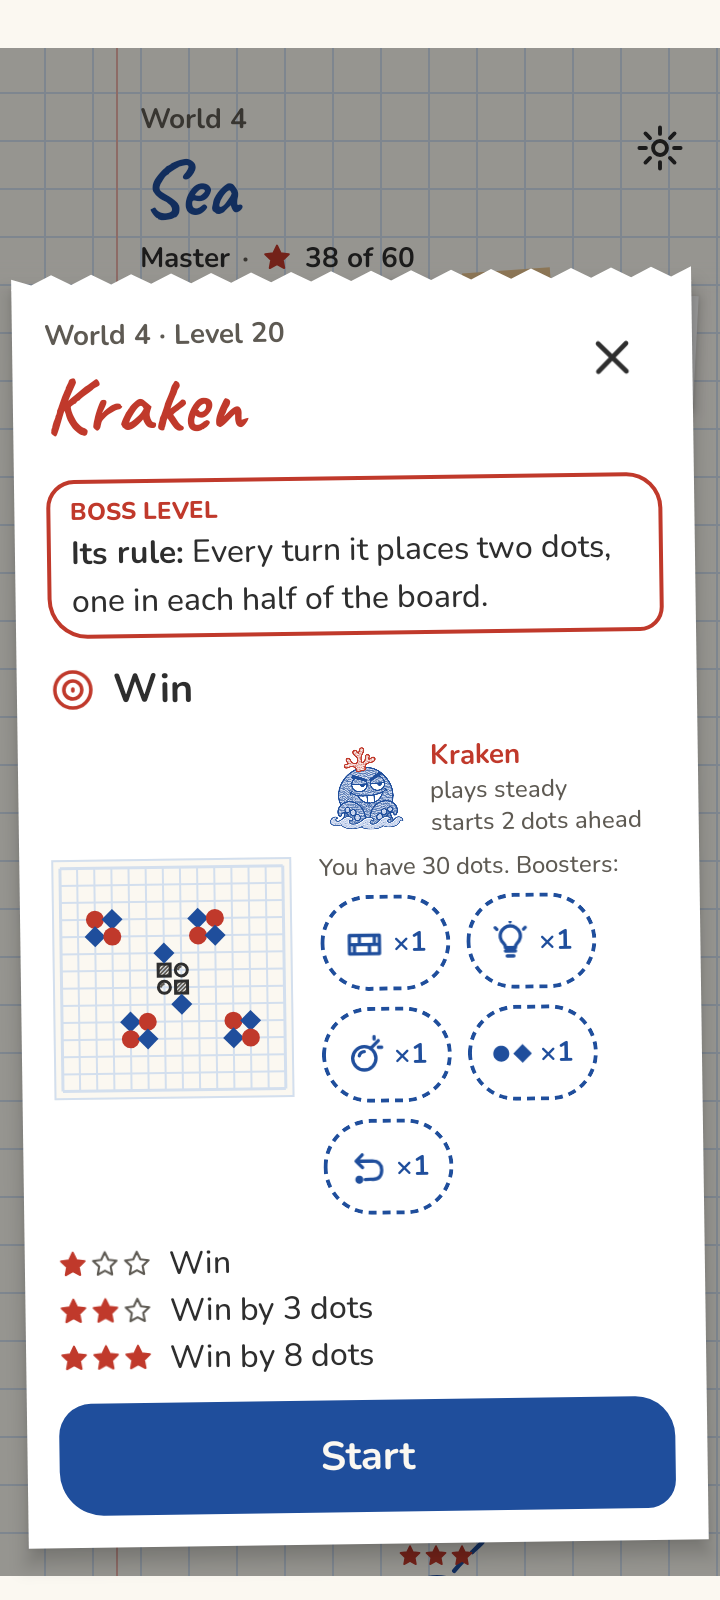 World 4
Sea
Master · 38 of 60
World 4 · Level 20
Kraken
BOSS LEVEL
Its rule: Every turn it places two dots,
one in each half of the board.
Win
Kraken
plays steady
starts 2 dots ahead
You have 30 dots. Boosters:
×1
×1
×1
×1
×1
Win
Win by 3 dots
Win by 8 dots
Start